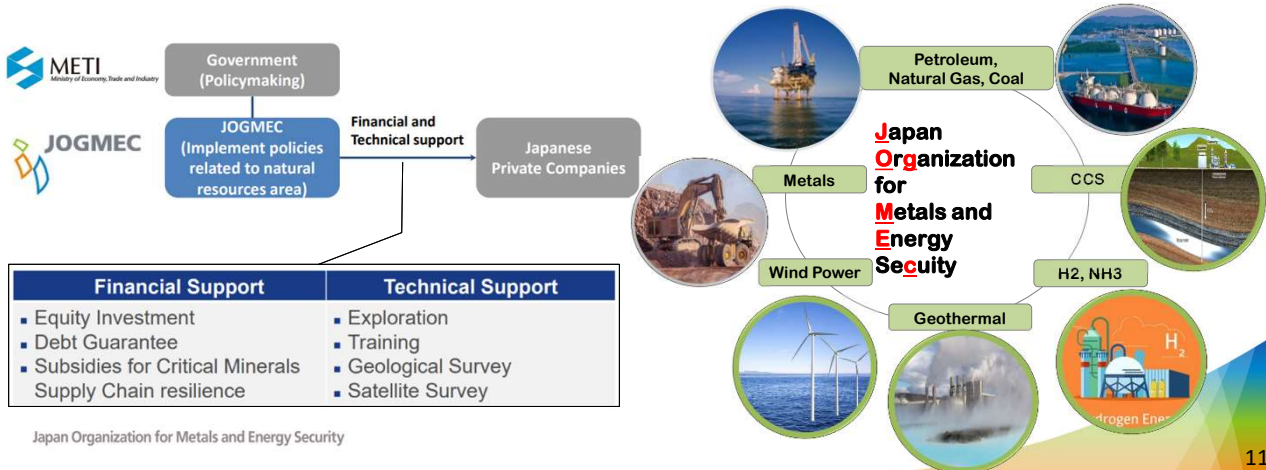 METI
Ministry of Economy, Trade and Industry
Government
(Policymaking)
JOGMEC
JOGMEC
(Implement policies
related to natural
resources area)
Financial and
Technical support
Japanese
Private Companies
Financial Support
▪ Equity Investment
▪ Debt Guarantee
▪ Subsidies for Critical Minerals
Supply Chain resilience
Technical Support
▪ Exploration
▪ Training
▪ Geological Survey
▪ Satellite Survey
Japan Organization for Metals and Energy Security
Petroleum,
Natural Gas, Coal
Metals
CCS
Wind Power
H2, NH3
Geothermal
Japan
Organization
for
Metals and
Energy
Secuity
LNG
H2
drogen Ene
11